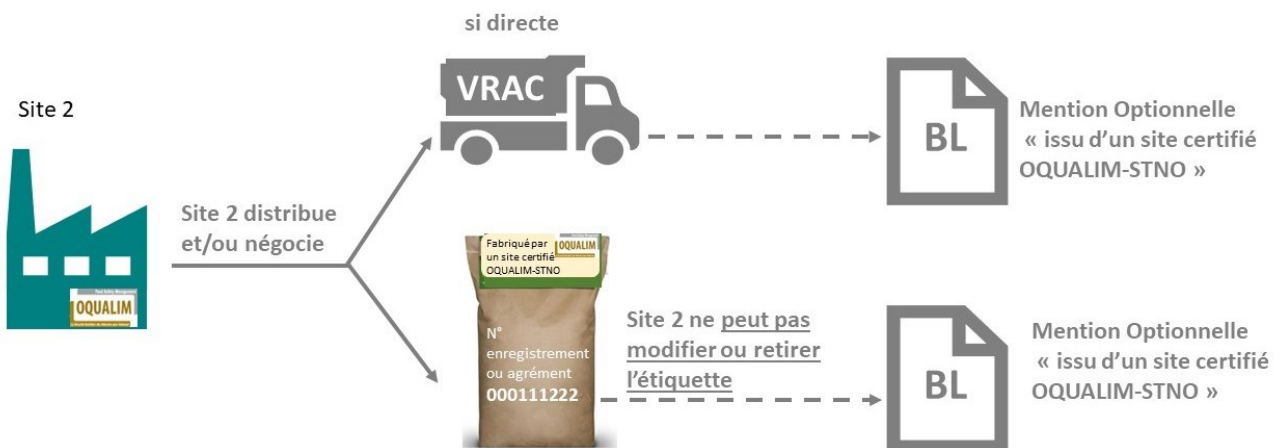 si directe
VRAC
Site 2
BL
Mention Optionnelle
« issu d'un site certifié
OQUALIM-STNO »
Site 2 distribue
et/ou négocie
OQUALIM
Fabriqué par
un site certifié
OQUALIM-STNO
OQUALIM
N°
enregistrement
ou agrément
000111222
Site 2 ne peut pas
modifier ou retirer
l'étiquette
BL
Mention Optionnelle
« issu d'un site certifié
OQUALIM-STNO »